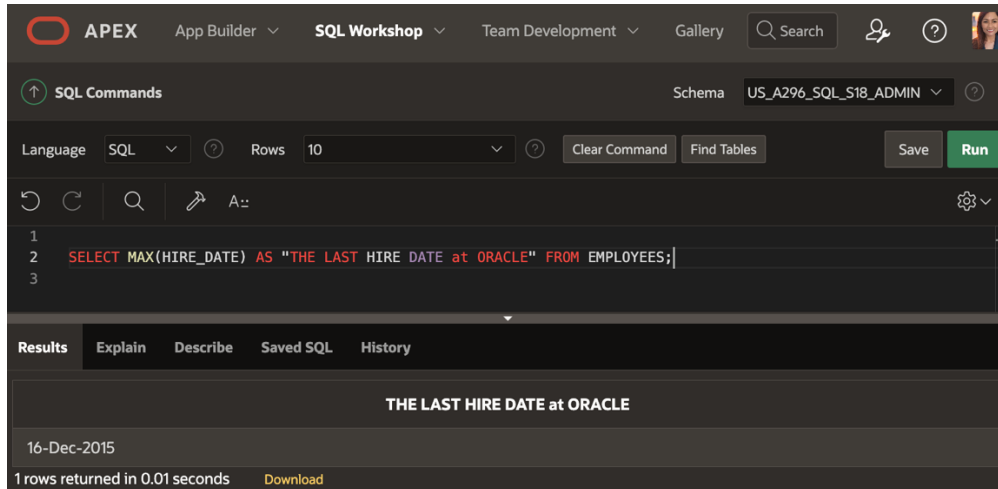 APEX App Builder SQL Workshop Team Development Gallery Search ?
SQL Commands Schema US_A296_SQL_S18_ADMIN ?
Language SQL ? Rows 10 ? Clear Command Find Tables Save Run
A
1
2 SELECT MAX(HIRE_DATE) AS "THE LAST HIRE DATE at ORACLE" FROM EMPLOYEES;
3
Results Explain Describe Saved SQL History
THE LAST HIRE DATE at ORACLE
16-Dec-2015
1 rows returned in 0.01 seconds Download